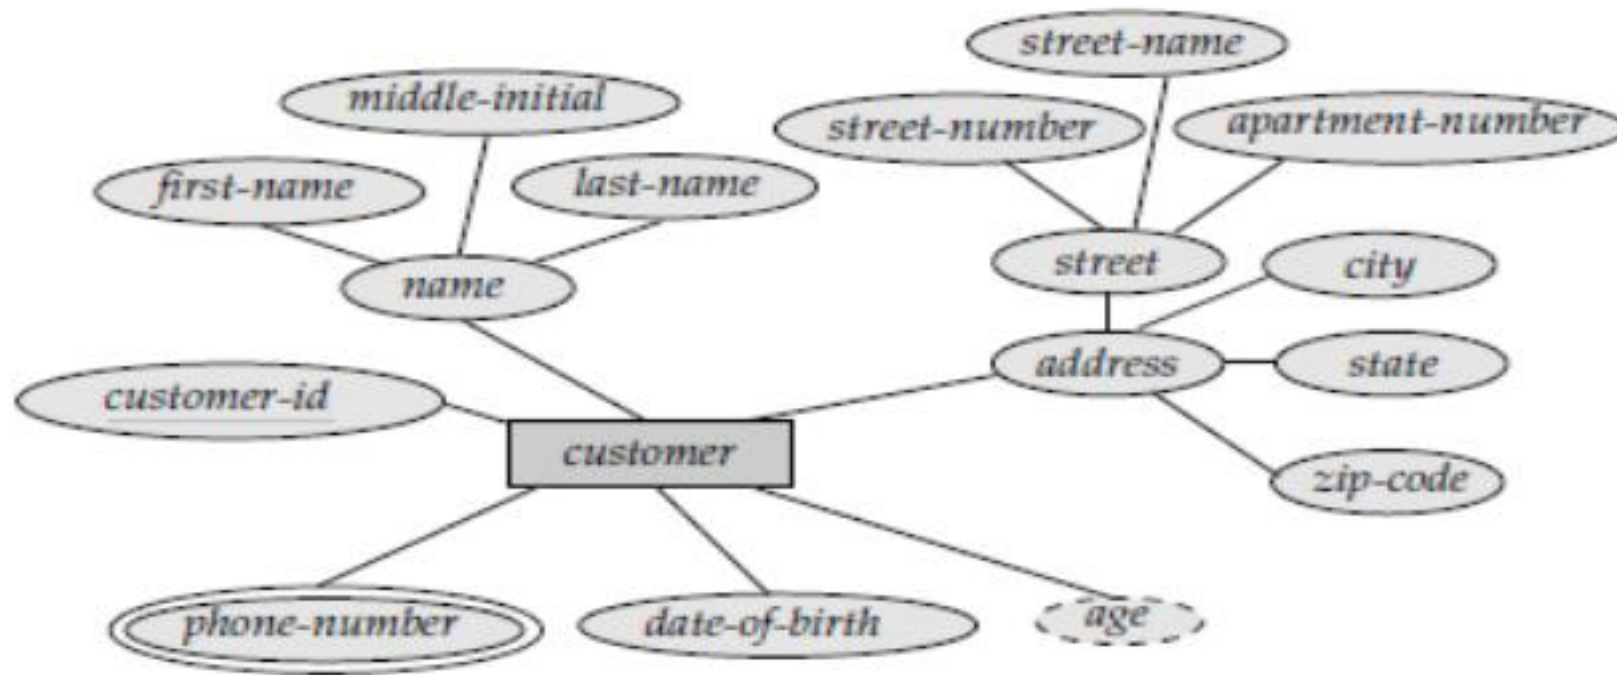 street-name
middle-initial
street-number
apartment-number
first-name
last-name
street
city
name
address
state
customer-id
customer
zip-code
phone-number
date-of-birth
age